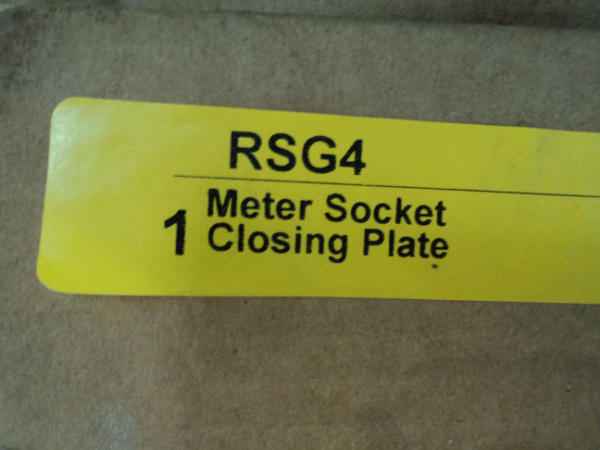 RSG4
1 Meter Socket
Closing Plate